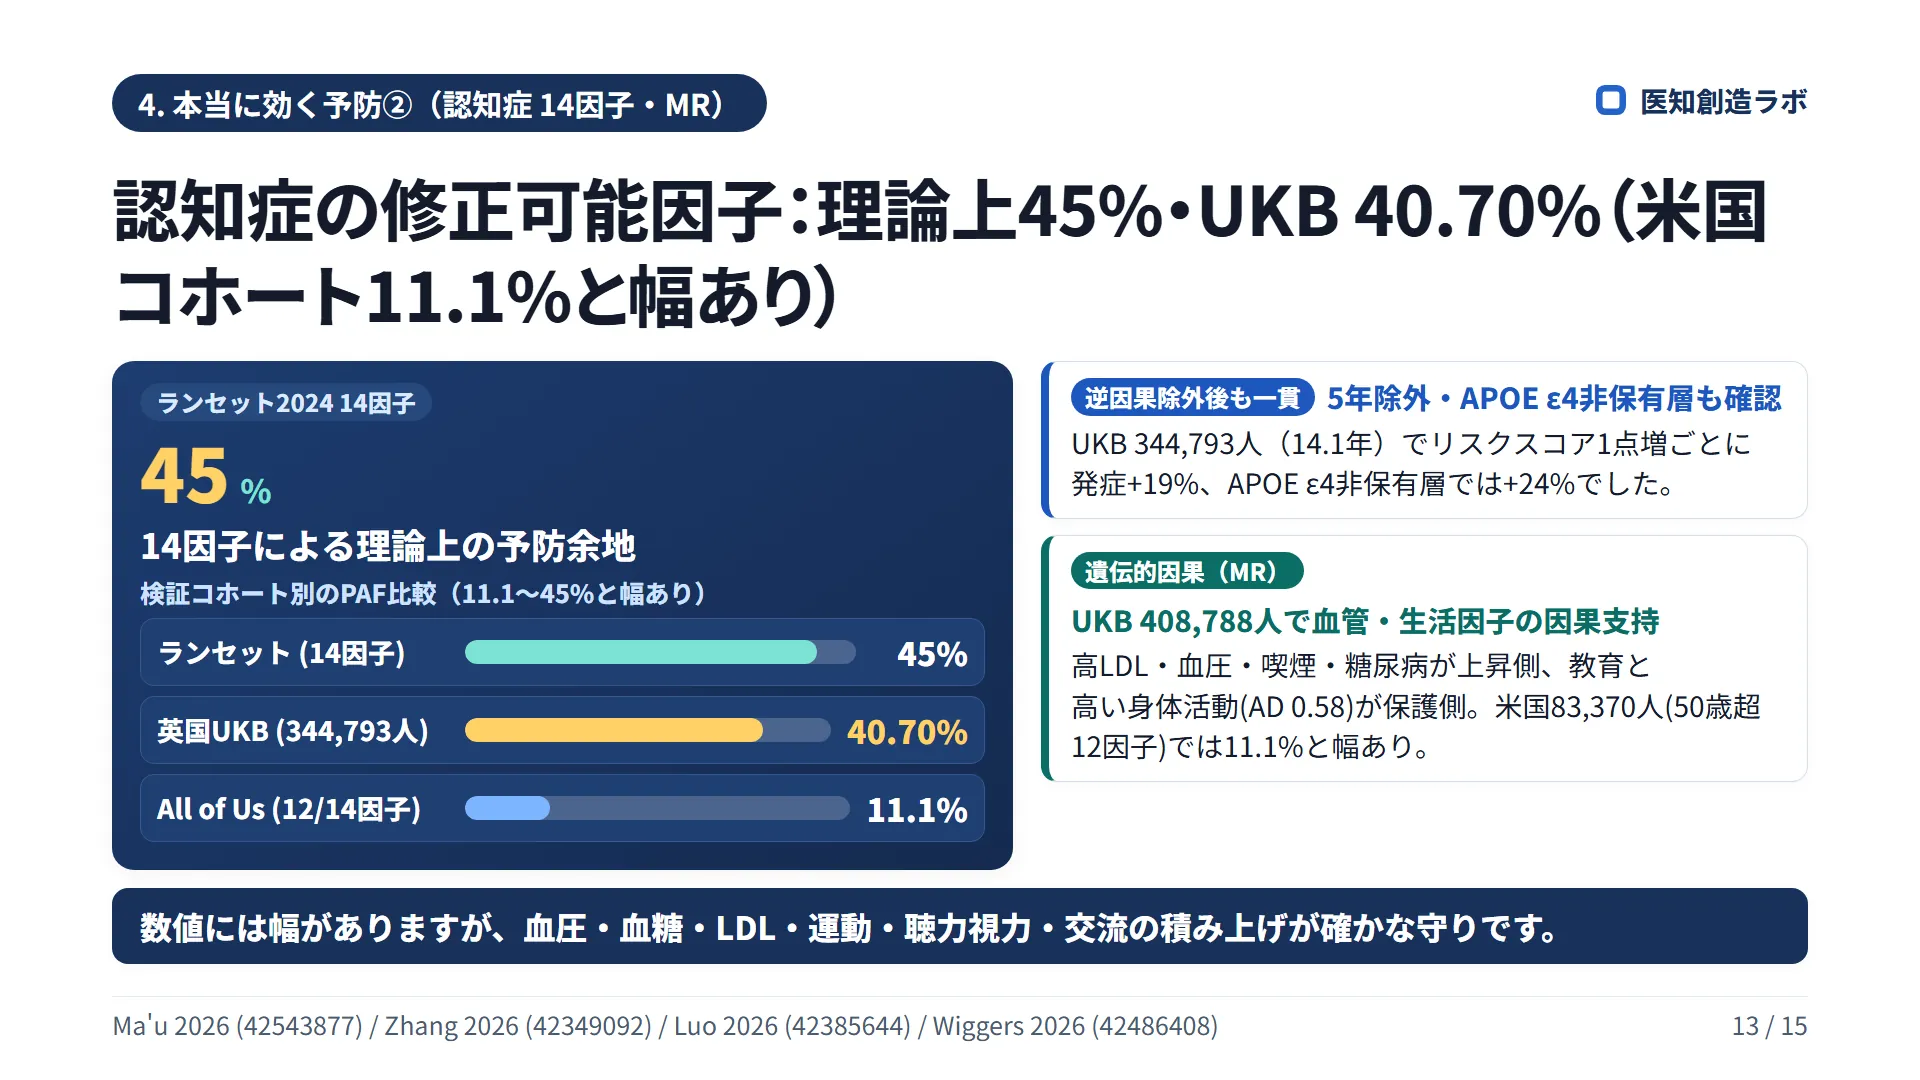 4. 本当に効く予防②（認知症 14因子・MR）
医知創造ラボ
認知症の修正可能因子：理論上45%・UKB 40.70%（米国
コホート11.1%と幅あり）
ランセット2024 14因子
45 %
14因子による理論上の予防余地
検証コホート別のPAF比較（11.1〜45%と幅あり）
ランセット (14因子)
45%
英国UKB (344,793人)
40.70%
All of Us (12/14因子)
11.1%
逆因果除外後も一貫 5年除外・APOE ε4非保有層も確認
UKB 344,793人（14.1年）でリスクスコア1点増ごとに
発症+19%、APOE ε4非保有層では+24%でした。
遺伝的因果（MR）
UKB 408,788人で血管・生活因子の因果支持
高LDL・血圧・喫煙・糖尿病が上昇側、教育と
高い身体活動(AD 0.58)が保護側。米国83,370人(50歳超
12因子)では11.1%と幅あり。
数値には幅がありますが、血圧・血糖・LDL・運動・聴力視力・交流の積み上げが確かな守りです。
Ma'u 2026 (42543877) / Zhang 2026 (42349092) / Luo 2026 (42385644) / Wiggers 2026 (42486408)
13 / 15